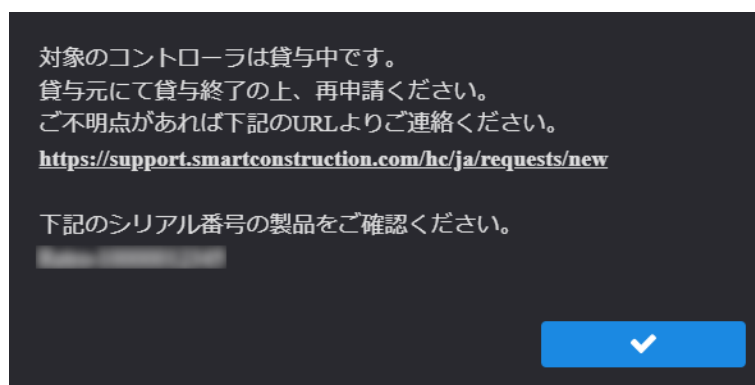 対象のコントローラは貸与中です。
貸与元にて貸与終了の上、再申請ください。
ご不明点があれば下記のURLよりご連絡ください。
https://support.smartconstruction.com/hc/ja/requests/new
下記のシリアル番号の製品をご確認ください。